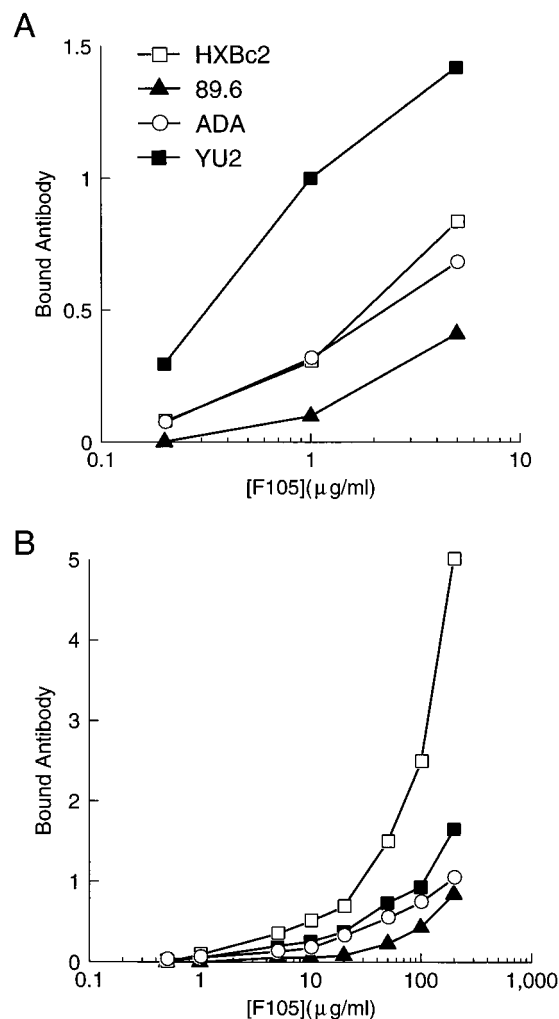 A
1.5
1
0.5
0
Bound Antibody
HXBc2
89.6
ADA
YU2
0.1
1
10
[F105](μg/ml)
B
5
4
3
2
1
0
Bound Antibody
0.1
1
10
100
1,000
[F105](μg/ml)